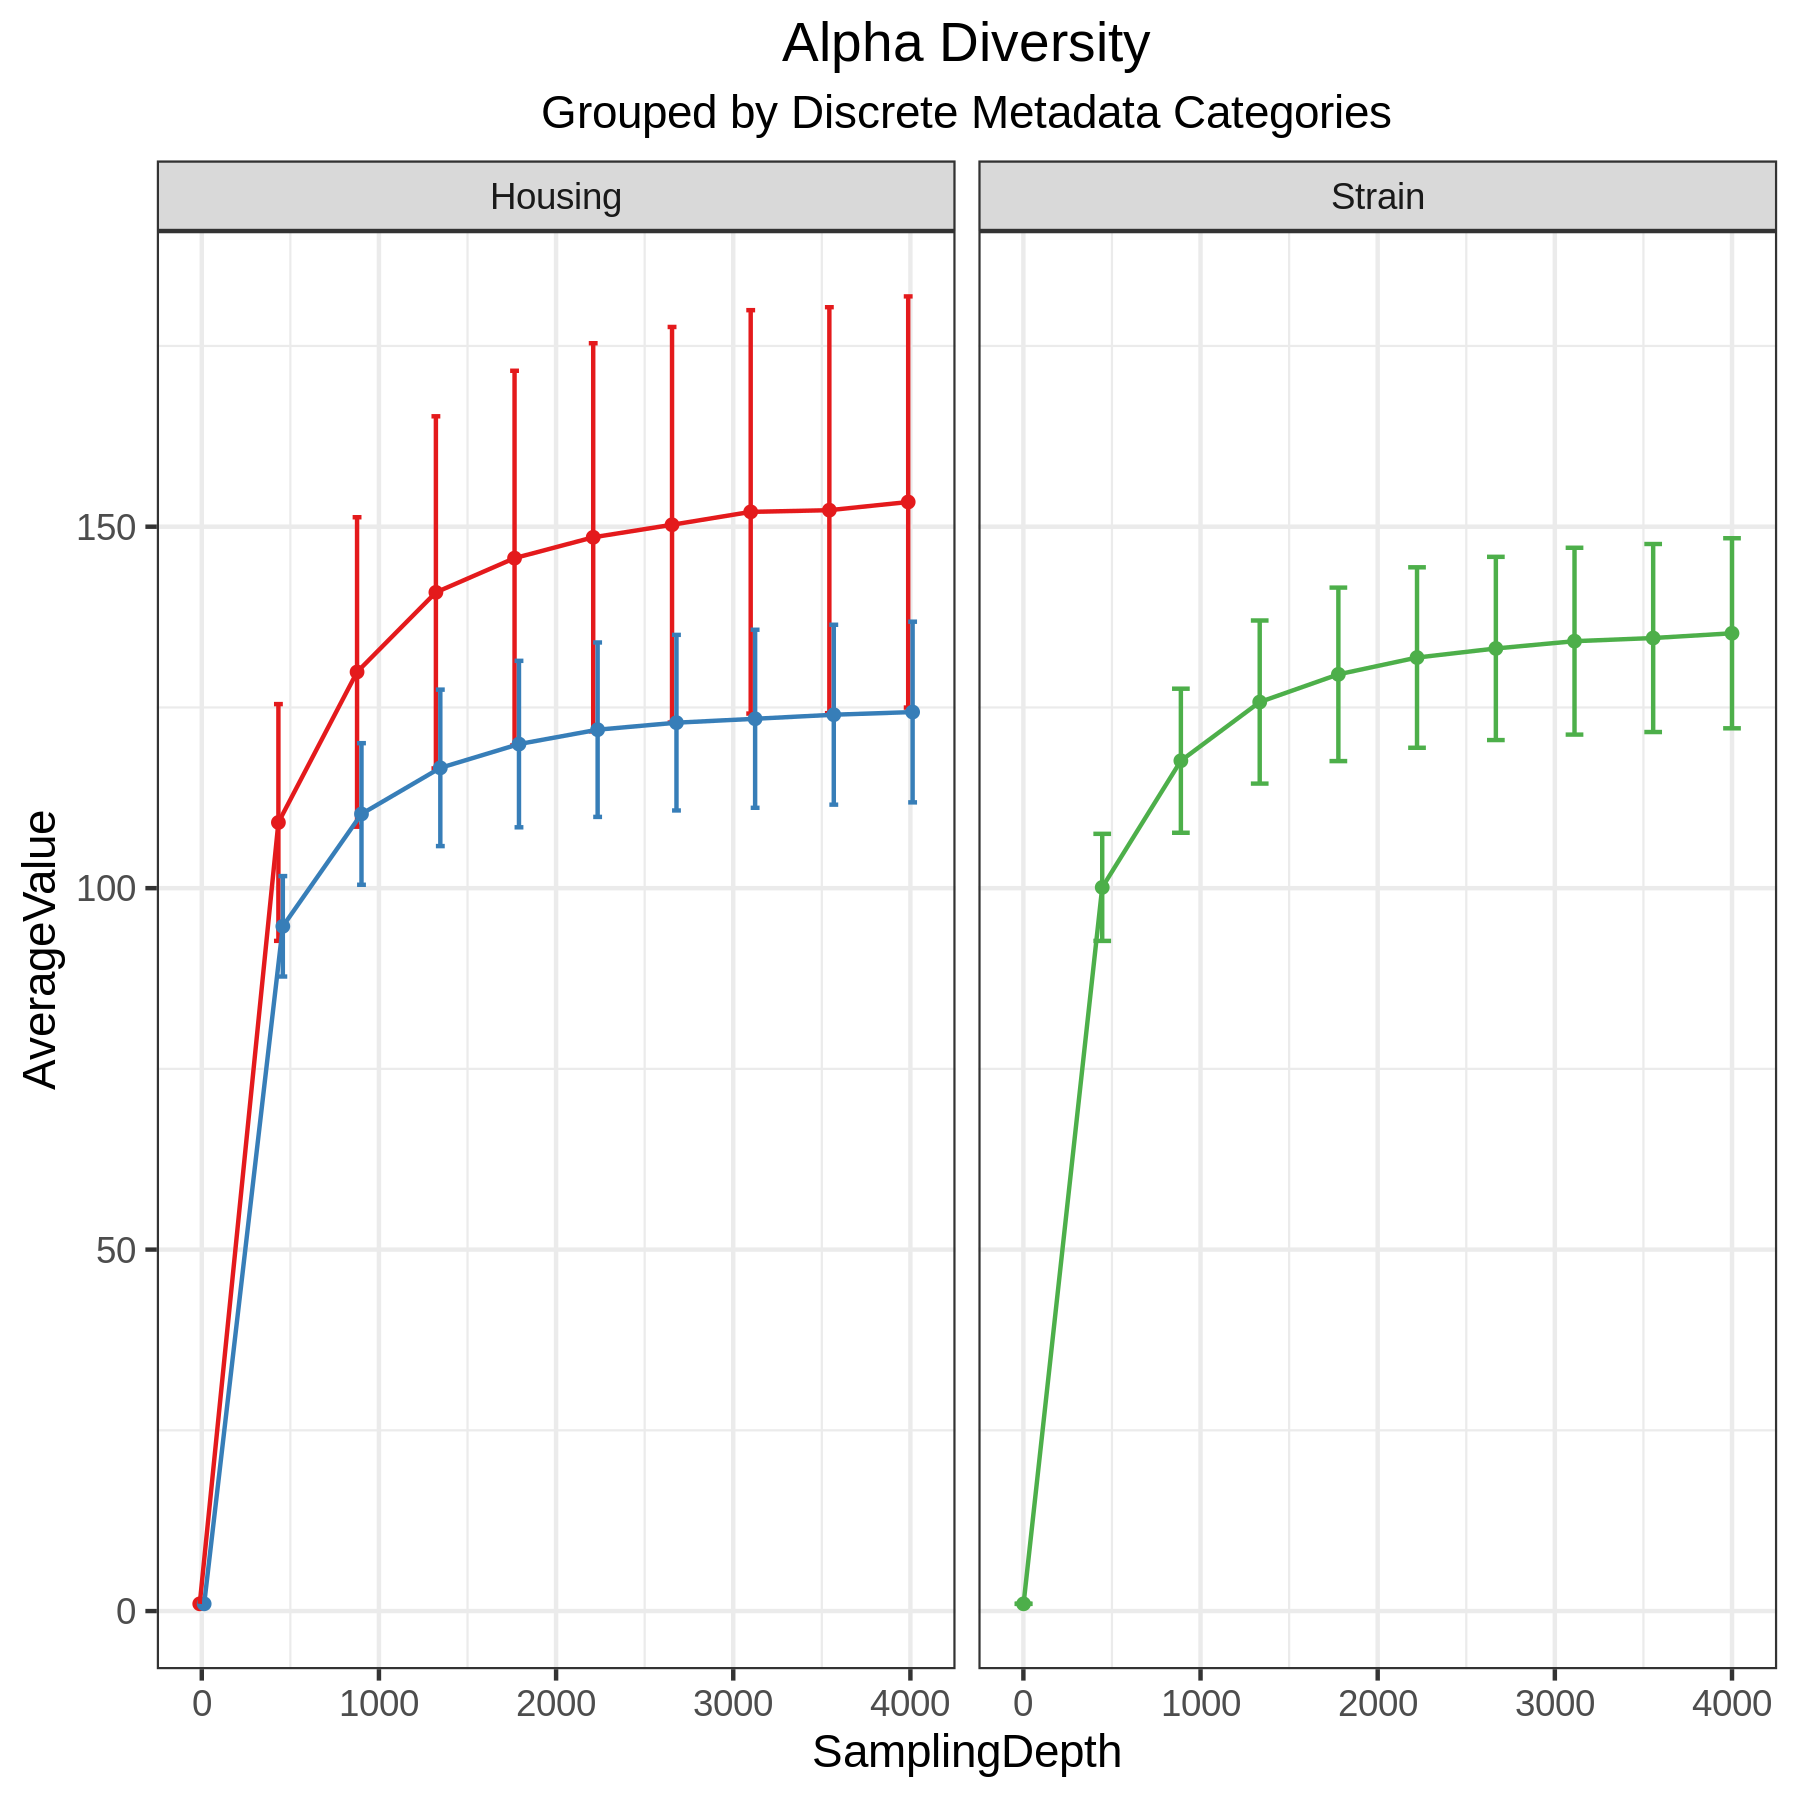 Alpha Diversity
Grouped by Discrete Metadata Categories
Housing
Strain
AverageValue
150
100
50
0
0 1000 2000 3000 4000
0 1000 2000 3000 4000
SamplingDepth